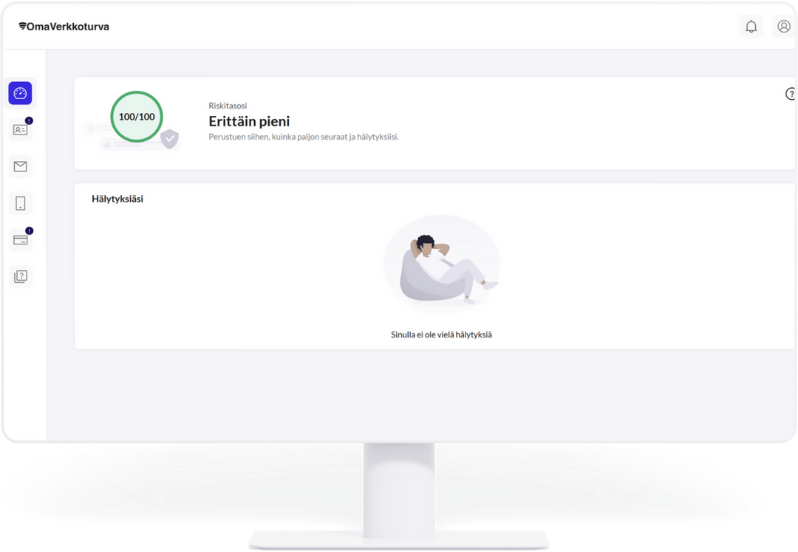 OmaVerkkoturva
100/100
Riskitasosi
Erittäin pieni
Perustuen siihen, kuinka paljon seuraat ja hälytyksiisi.
Hälytyksiäsi
Sinulla ei ole vielä hälytyksiä